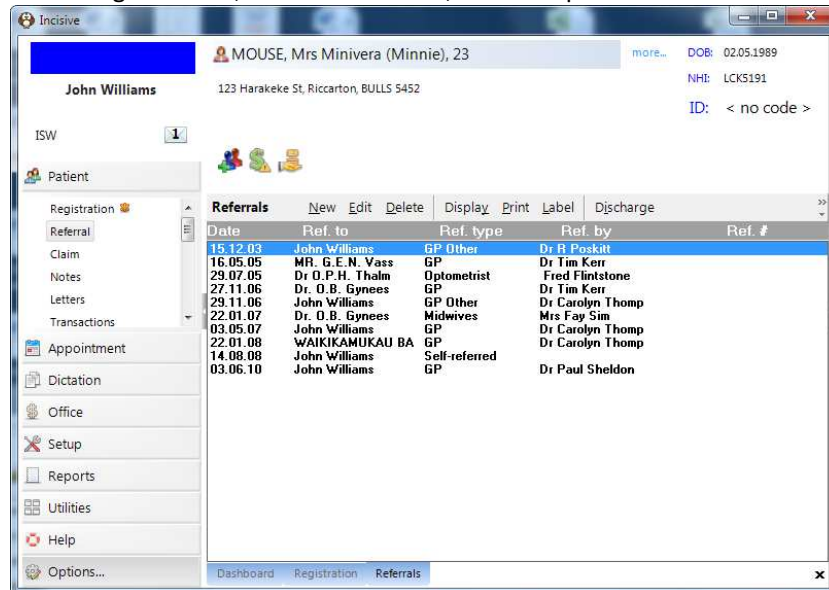 Incisive
John Williams
ISW 1
Patient
Registration
Referral
Claim
Notes
Letters
Transactions
Appointment
Dictation
Office
Setup
Reports
Utilities
Help
Options...
MOUSE, Mrs Minivera (Minnie), 23 more... DOB: 02.05.1989
123 Harakeke St, Riccarton, BULLS 5452 NHI: LCK5191
ID: < no code >
Referrals New Edit Delete Display Print Label Discharge
Date Ref. to Ref. type Ref. by Ref. #
15.12.03 John Williams GP Other Dr R Poskitt
16.05.05 MR. G.E.N. Vass GP Dr Tim Kerr
29.07.05 Dr O.P.H. Thalm Optometrist Fred Flintstone
27.11.06 Dr. O.B. Gynees GP Dr Tim Kerr
29.11.06 John Williams GP Other Dr Carolyn Thomp
22.01.07 Dr. O.B. Gynees Midwives Mrs Fay Sim
03.05.07 John Williams GP Dr Carolyn Thomp
22.01.08 WAIKIKAMUKAU BA GP Dr Carolyn Thomp
14.08.08 John Williams Self-referred
03.06.10 John Williams GP Dr Paul Sheldon
Dashboard Registration Referrals